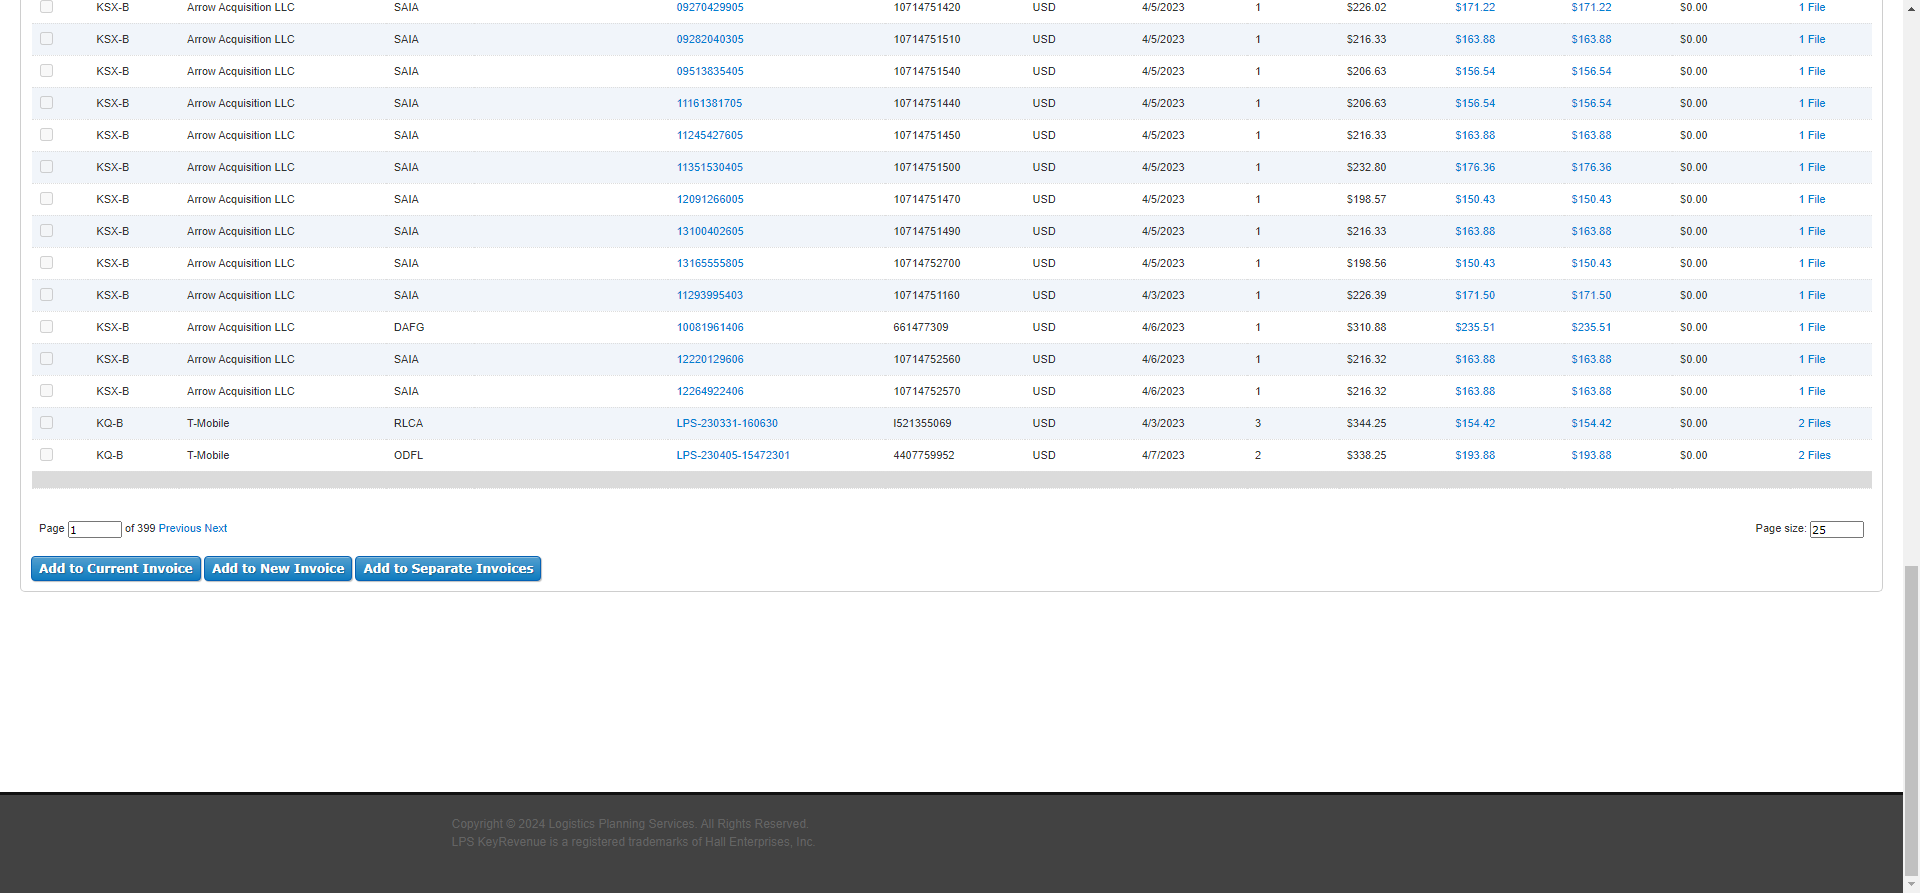 KSX-B Arrow Acquisition LLC SAIA 09270429905 10714751420 USD 4/5/2023 1 $226.02 $171.22 $171.22 $0.00 1 File
KSX-B Arrow Acquisition LLC SAIA 09282040305 10714751510 USD 4/5/2023 1 $216.33 $163.88 $163.88 $0.00 1 File
KSX-B Arrow Acquisition LLC SAIA 09513835405 10714751540 USD 4/5/2023 1 $206.63 $156.54 $156.54 $0.00 1 File
KSX-B Arrow Acquisition LLC SAIA 11161381705 10714751440 USD 4/5/2023 1 $206.63 $156.54 $156.54 $0.00 1 File
KSX-B Arrow Acquisition LLC SAIA 11245427605 10714751450 USD 4/5/2023 1 $216.33 $163.88 $163.88 $0.00 1 File
KSX-B Arrow Acquisition LLC SAIA 11351530405 10714751500 USD 4/5/2023 1 $232.80 $176.36 $176.36 $0.00 1 File
KSX-B Arrow Acquisition LLC SAIA 12091266005 10714751470 USD 4/5/2023 1 $198.57 $150.43 $150.43 $0.00 1 File
KSX-B Arrow Acquisition LLC SAIA 13100402605 10714751490 USD 4/5/2023 1 $216.33 $163.88 $163.88 $0.00 1 File
KSX-B Arrow Acquisition LLC SAIA 13165555805 10714752700 USD 4/5/2023 1 $198.56 $150.43 $150.43 $0.00 1 File
KSX-B Arrow Acquisition LLC SAIA 11293995403 10714751160 USD 4/3/2023 1 $226.39 $171.50 $171.50 $0.00 1 File
KSX-B Arrow Acquisition LLC DAFG 10081961406 661477309 USD 4/6/2023 1 $310.88 $235.51 $235.51 $0.00 1 File
KSX-B Arrow Acquisition LLC SAIA 12220129606 10714752560 USD 4/6/2023 1 $216.32 $163.88 $163.88 $0.00 1 File
KSX-B Arrow Acquisition LLC SAIA 12264922406 10714752570 USD 4/6/2023 1 $216.32 $163.88 $163.88 $0.00 1 File
KQ-B T-Mobile RLCA LPS-230331-160630 I521355069 USD 4/3/2023 3 $344.25 $154.42 $154.42 $0.00 2 Files
KQ-B T-Mobile ODFL LPS-230405-15472301 4407759952 USD 4/7/2023 2 $338.25 $193.88 $193.88 $0.00 2 Files
Page 1 of 399 Previous Next Page size: 25
Add to Current Invoice Add to New Invoice Add to Separate Invoices
Copyright © 2024 Logistics Planning Services. All Rights Reserved.
LPS KeyRevenue is a registered trademarks of Hall Enterprises, Inc.